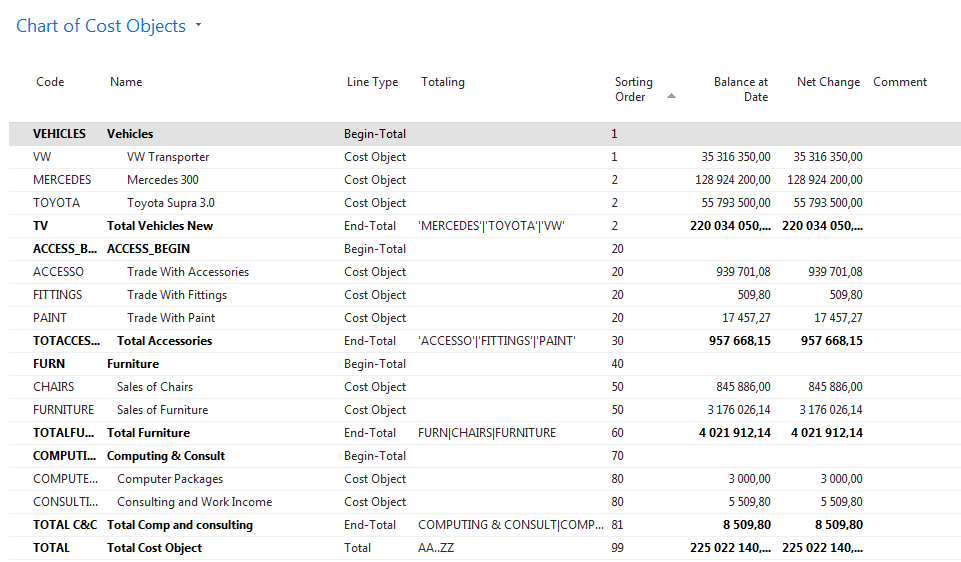 Chart of Cost Objects
Code Name Line Type Totaling Sorting Order Balance at Date Net Change Comment
VEHICLES Vehicles Begin-Total 1
VW VW Transporter Cost Object 1 35 316 350,00 35 316 350,00
MERCEDES Mercedes 300 Cost Object 2 128 924 200,00 128 924 200,00
TOYOTA Toyota Supra 3.0 Cost Object 2 55 793 500,00 55 793 500,00
TV Total Vehicles New End-Total 'MERCEDES'|'TOYOTA'|'VW' 2 220 034 050,... 220 034 050,...
ACCESS_B... ACCESS_BEGIN Begin-Total 20
ACCESSO Trade With Accessories Cost Object 20 939 701,08 939 701,08
FITTINGS Trade With Fittings Cost Object 20 509,80 509,80
PAINT Trade With Paint Cost Object 20 17 457,27 17 457,27
TOTACCES... Total Accessories End-Total 'ACCESSO'|'FITTINGS'|'PAINT' 30 957 668,15 957 668,15
FURN Furniture Begin-Total 40
CHAIRS Sales of Chairs Cost Object 50 845 886,00 845 886,00
FURNITURE Sales of Furniture Cost Object 50 3 176 026,14 3 176 026,14
TOTALFU... Total Furniture End-Total FURN|CHAIRS|FURNITURE 60 4 021 912,14 4 021 912,14
COMPUTI... Computing & Consult Begin-Total 70
COMPUTE... Computer Packages Cost Object 80 3 000,00 3 000,00
CONSULTI... Consulting and Work Income Cost Object 80 5 509,80 5 509,80
TOTAL C&C Total Comp and consulting End-Total COMPUTING & CONSULT|COMP... 81 8 509,80 8 509,80
TOTAL Total Cost Object Total AA..ZZ 99 225 022 140,... 225 022 140,...